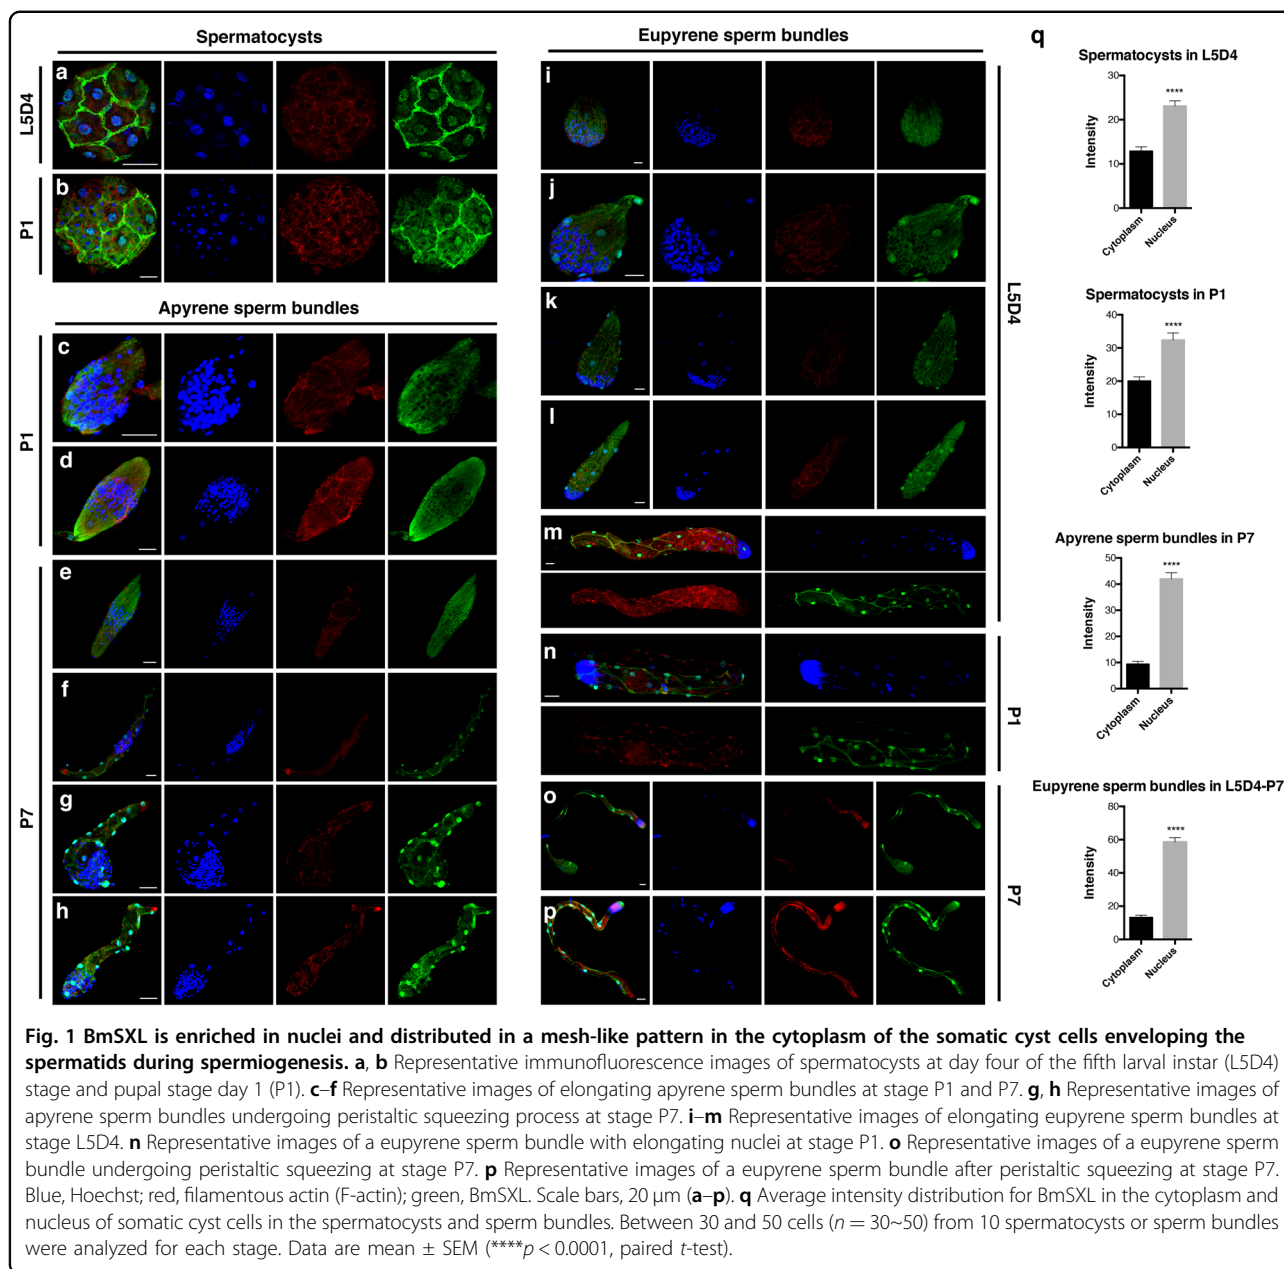 Spermatocysts
L5D4
a
P1
b
Apyrene sperm bundles
P1
c
d
P7
e
f
g
h
Eupyrene sperm bundles
i
j
k
l
m
L5D4
n
P1
o
p
P7
q
Spermatocysts in L5D4
Intensity
30
20
10
0
****
Cytoplasm
Nucleus
Spermatocysts in P1
Intensity
40
30
20
10
0
****
Cytoplasm
Nucleus
Apyrene sperm bundles in P7
Intensity
50
40
30
20
10
0
****
Cytoplasm
Nucleus
Eupyrene sperm bundles in L5D4-P7
Intensity
80
60
40
20
0
****
Cytoplasm
Nucleus
Fig. 1 BmSXL is enriched in nuclei and distributed in a mesh-like pattern in the cytoplasm of the somatic cyst cells enveloping the
spermatids during spermiogenesis. a, b Representative immunofluorescence images of spermatocysts at day four of the fifth larval instar (L5D4)
stage and pupal stage day 1 (P1). c–f Representative images of elongating apyrene sperm bundles at stage P1 and P7. g, h Representative images of
apyrene sperm bundles undergoing peristaltic squeezing process at stage P7. i–m Representative images of elongating eupyrene sperm bundles at
stage L5D4. n Representative images of a eupyrene sperm bundle with elongating nuclei at stage P1. o Representative images of a eupyrene sperm
bundle undergoing peristaltic squeezing at stage P7. p Representative images of a eupyrene sperm bundle after peristaltic squeezing at stage P7.
Blue, Hoechst; red, filamentous actin (F-actin); green, BmSXL. Scale bars, 20 μm (a–p). q Average intensity distribution for BmSXL in the cytoplasm and
nucleus of somatic cyst cells in the spermatocysts and sperm bundles. Between 30 and 50 cells (n = 30~50) from 10 spermatocysts or sperm bundles
were analyzed for each stage. Data are mean ± SEM (****p < 0.0001, paired t-test).